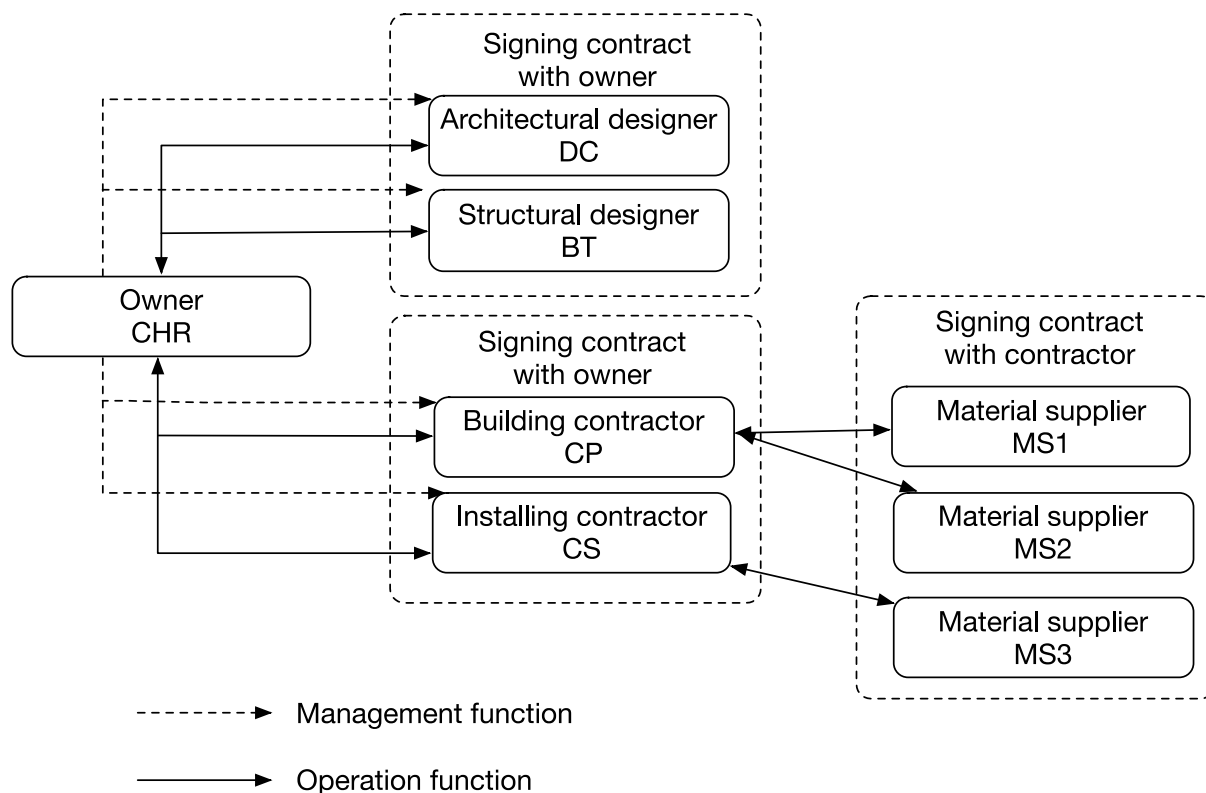 Signing contract
with owner
Architectural designer
DC
Structural designer
BT
Owner
CHR
Signing contract
with owner
Building contractor
CP
Installing contractor
CS
Signing contract
with contractor
Material supplier
MS1
Material supplier
MS2
Material supplier
MS3
Management function
Operation function